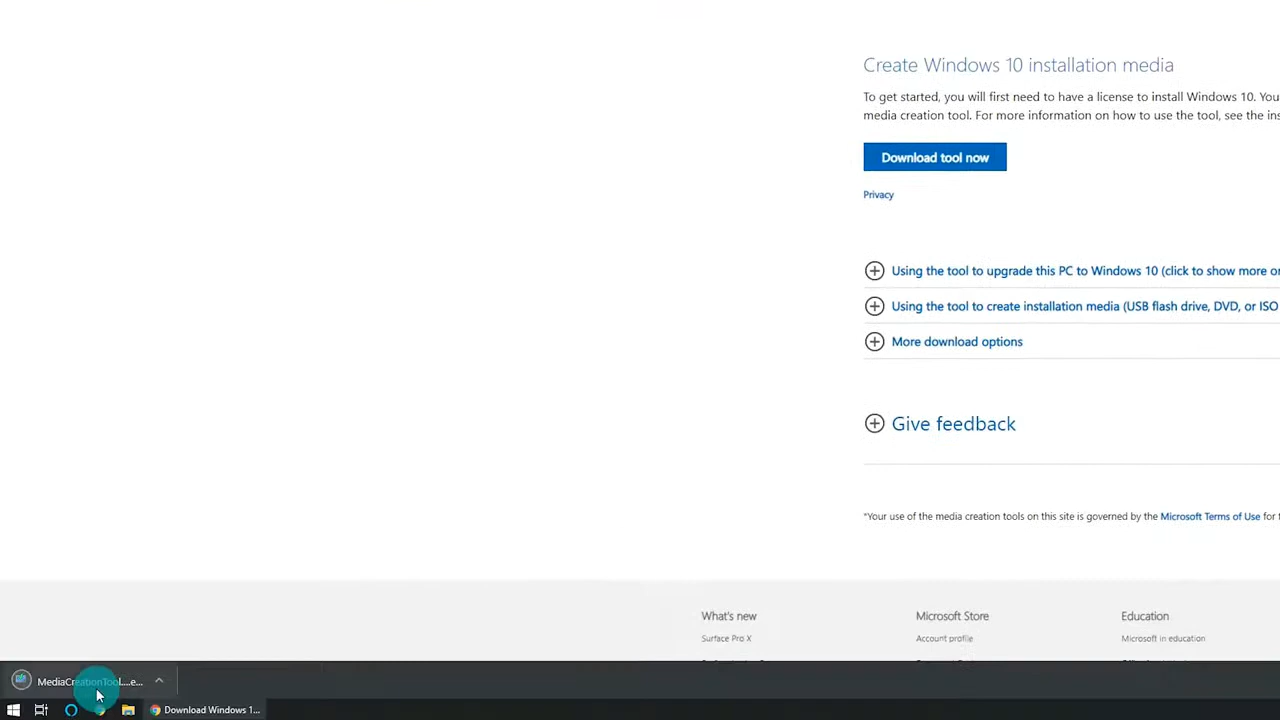 Create Windows 10 installation media
To get started, you will first need to have a license to install Windows 10. You
media creation tool. For more information on how to use the tool, see the ins
Download tool now
Privacy
Using the tool to upgrade this PC to Windows 10 (click to show more or
Using the tool to create installation media (USB flash drive, DVD, or ISO
More download options
Give feedback
*Your use of the media creation tools on this site is governed by the Microsoft Terms of Use for t
What's new
Microsoft Store
Education
Surface Pro X
Account profile
Microsoft in education
MediaCreationTool....e...
Download Windows 1...